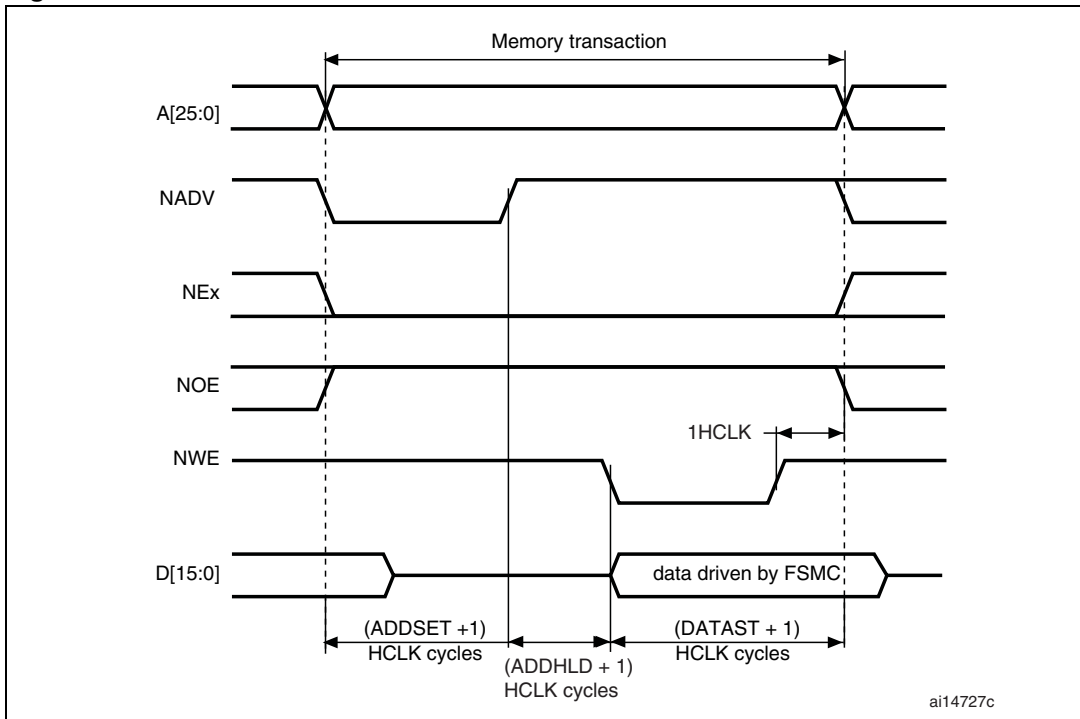 Memory transaction
A[25:0]
NADV
NEx
NOE
1HCLK
NWE
D[15:0]
data driven by FSMC
(ADDSET +1)
HCLK cycles
(ADDHLD + 1)
HCLK cycles
(DATAST + 1)
HCLK cycles
ai14727c